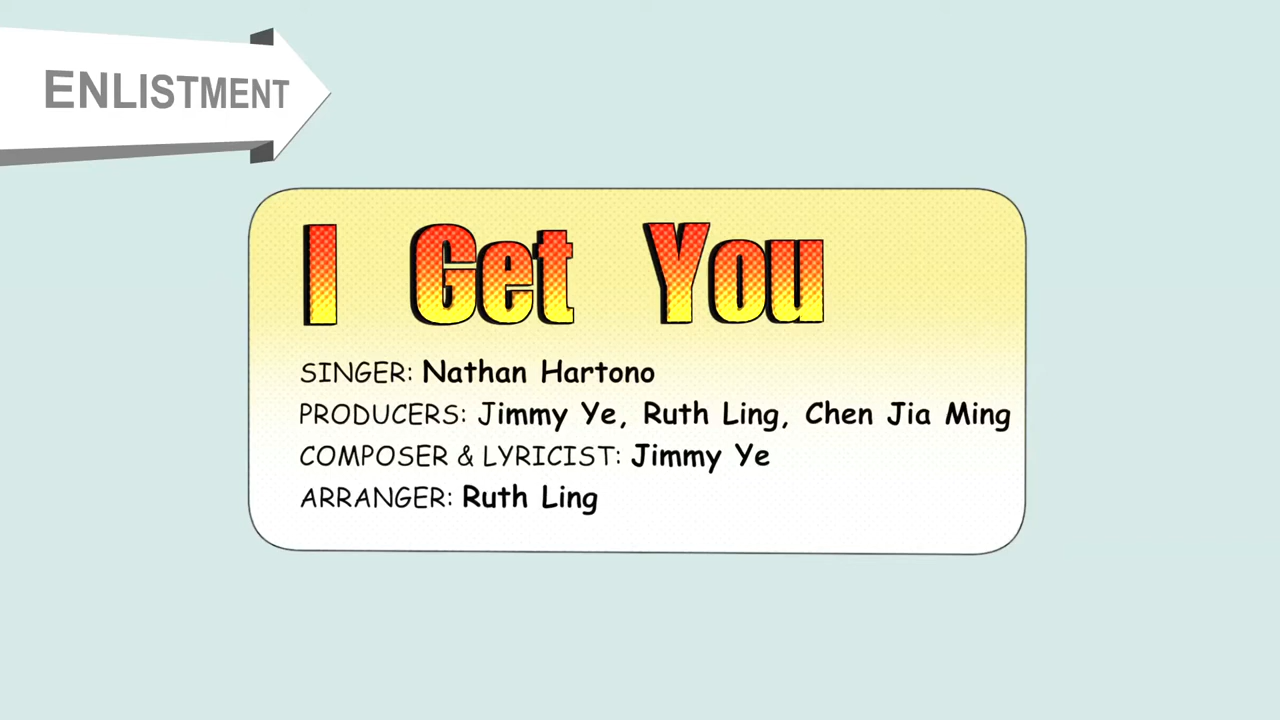 ENLISTMENT
I Get You
SINGER: Nathan Hartono
PRODUCERS: Jimmy Ye, Ruth Ling, Chen Jia Ming
COMPOSER & LYRICIST: Jimmy Ye
ARRANGER: Ruth Ling